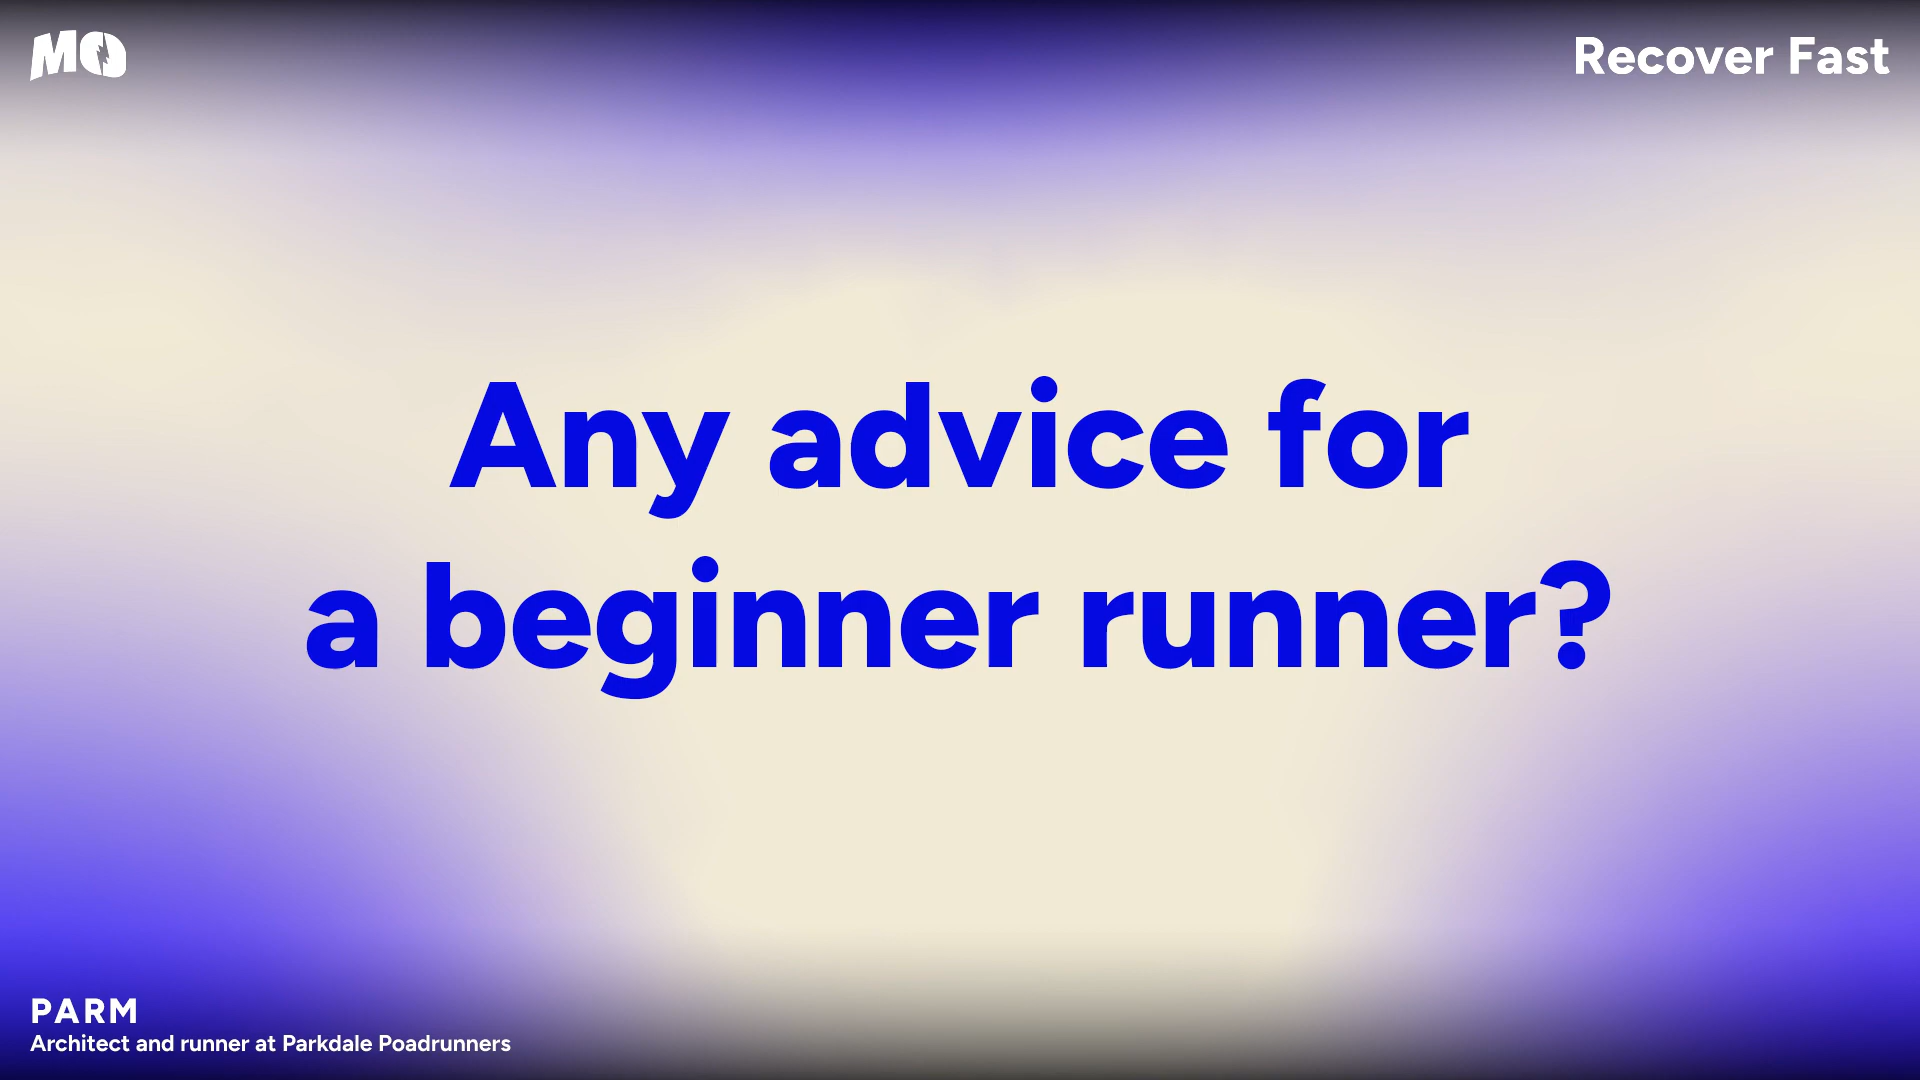 MO
Recover Fast
Any advice for
a beginner runner?
PARM
Architect and runner at Parkdale Poadrunners